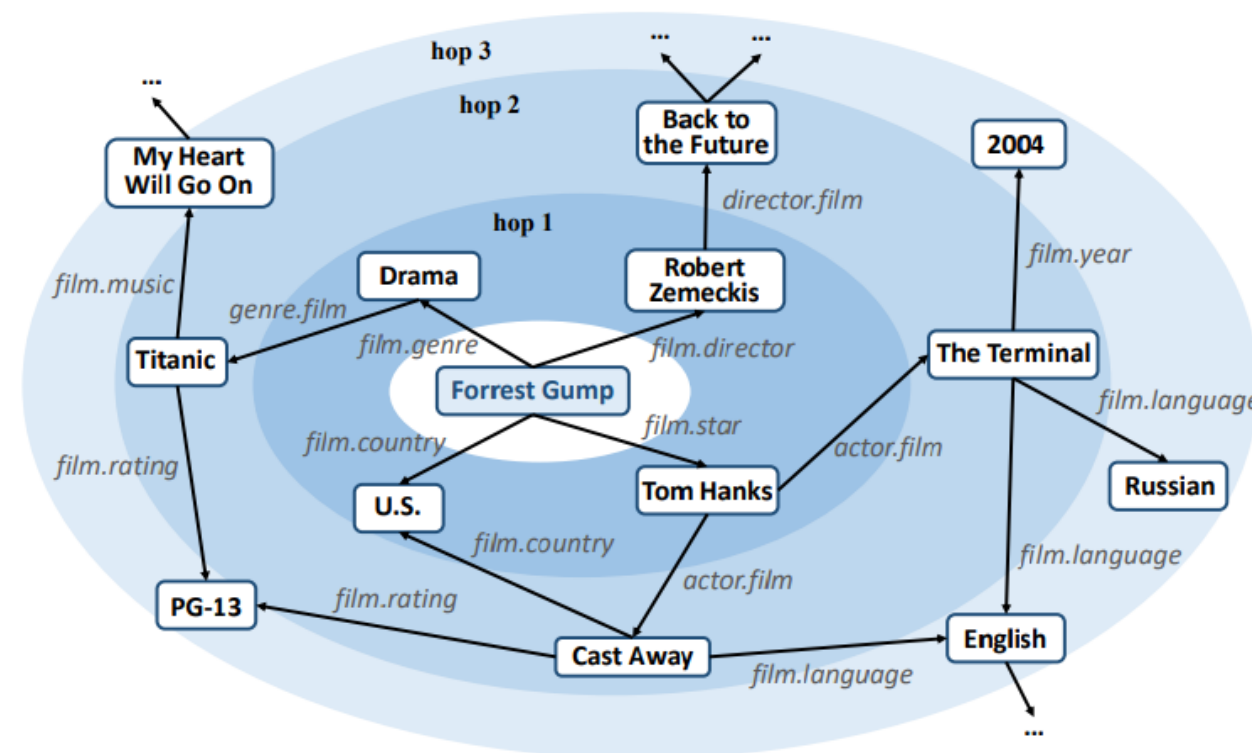 ...
...
hop 3
...
hop 2
Back to
the Future
2004
My Heart
Will Go On
director.film
hop 1
film.year
Drama
Robert
Zemeckis
film.music
genre.film
film.genre
film.director
Titanic
The Terminal
Forrest Gump
film.language
film.star
film.country
actor.film
film.rating
Tom Hanks
Russian
U.S.
film.country
film.language
actor.film
film.rating
PG-13
English
Cast Away
film.language
...